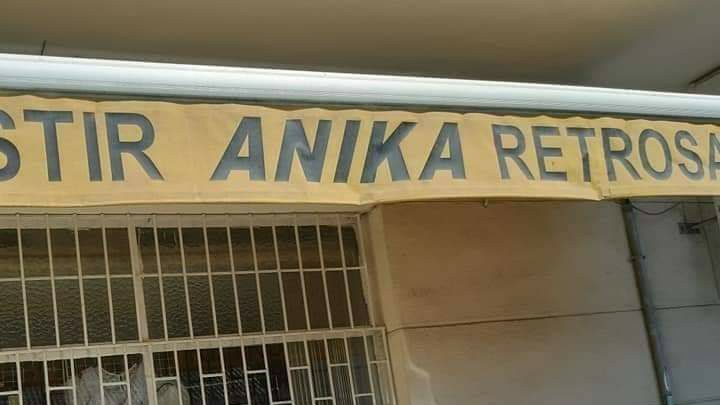 STIR ANIKA RETROSA